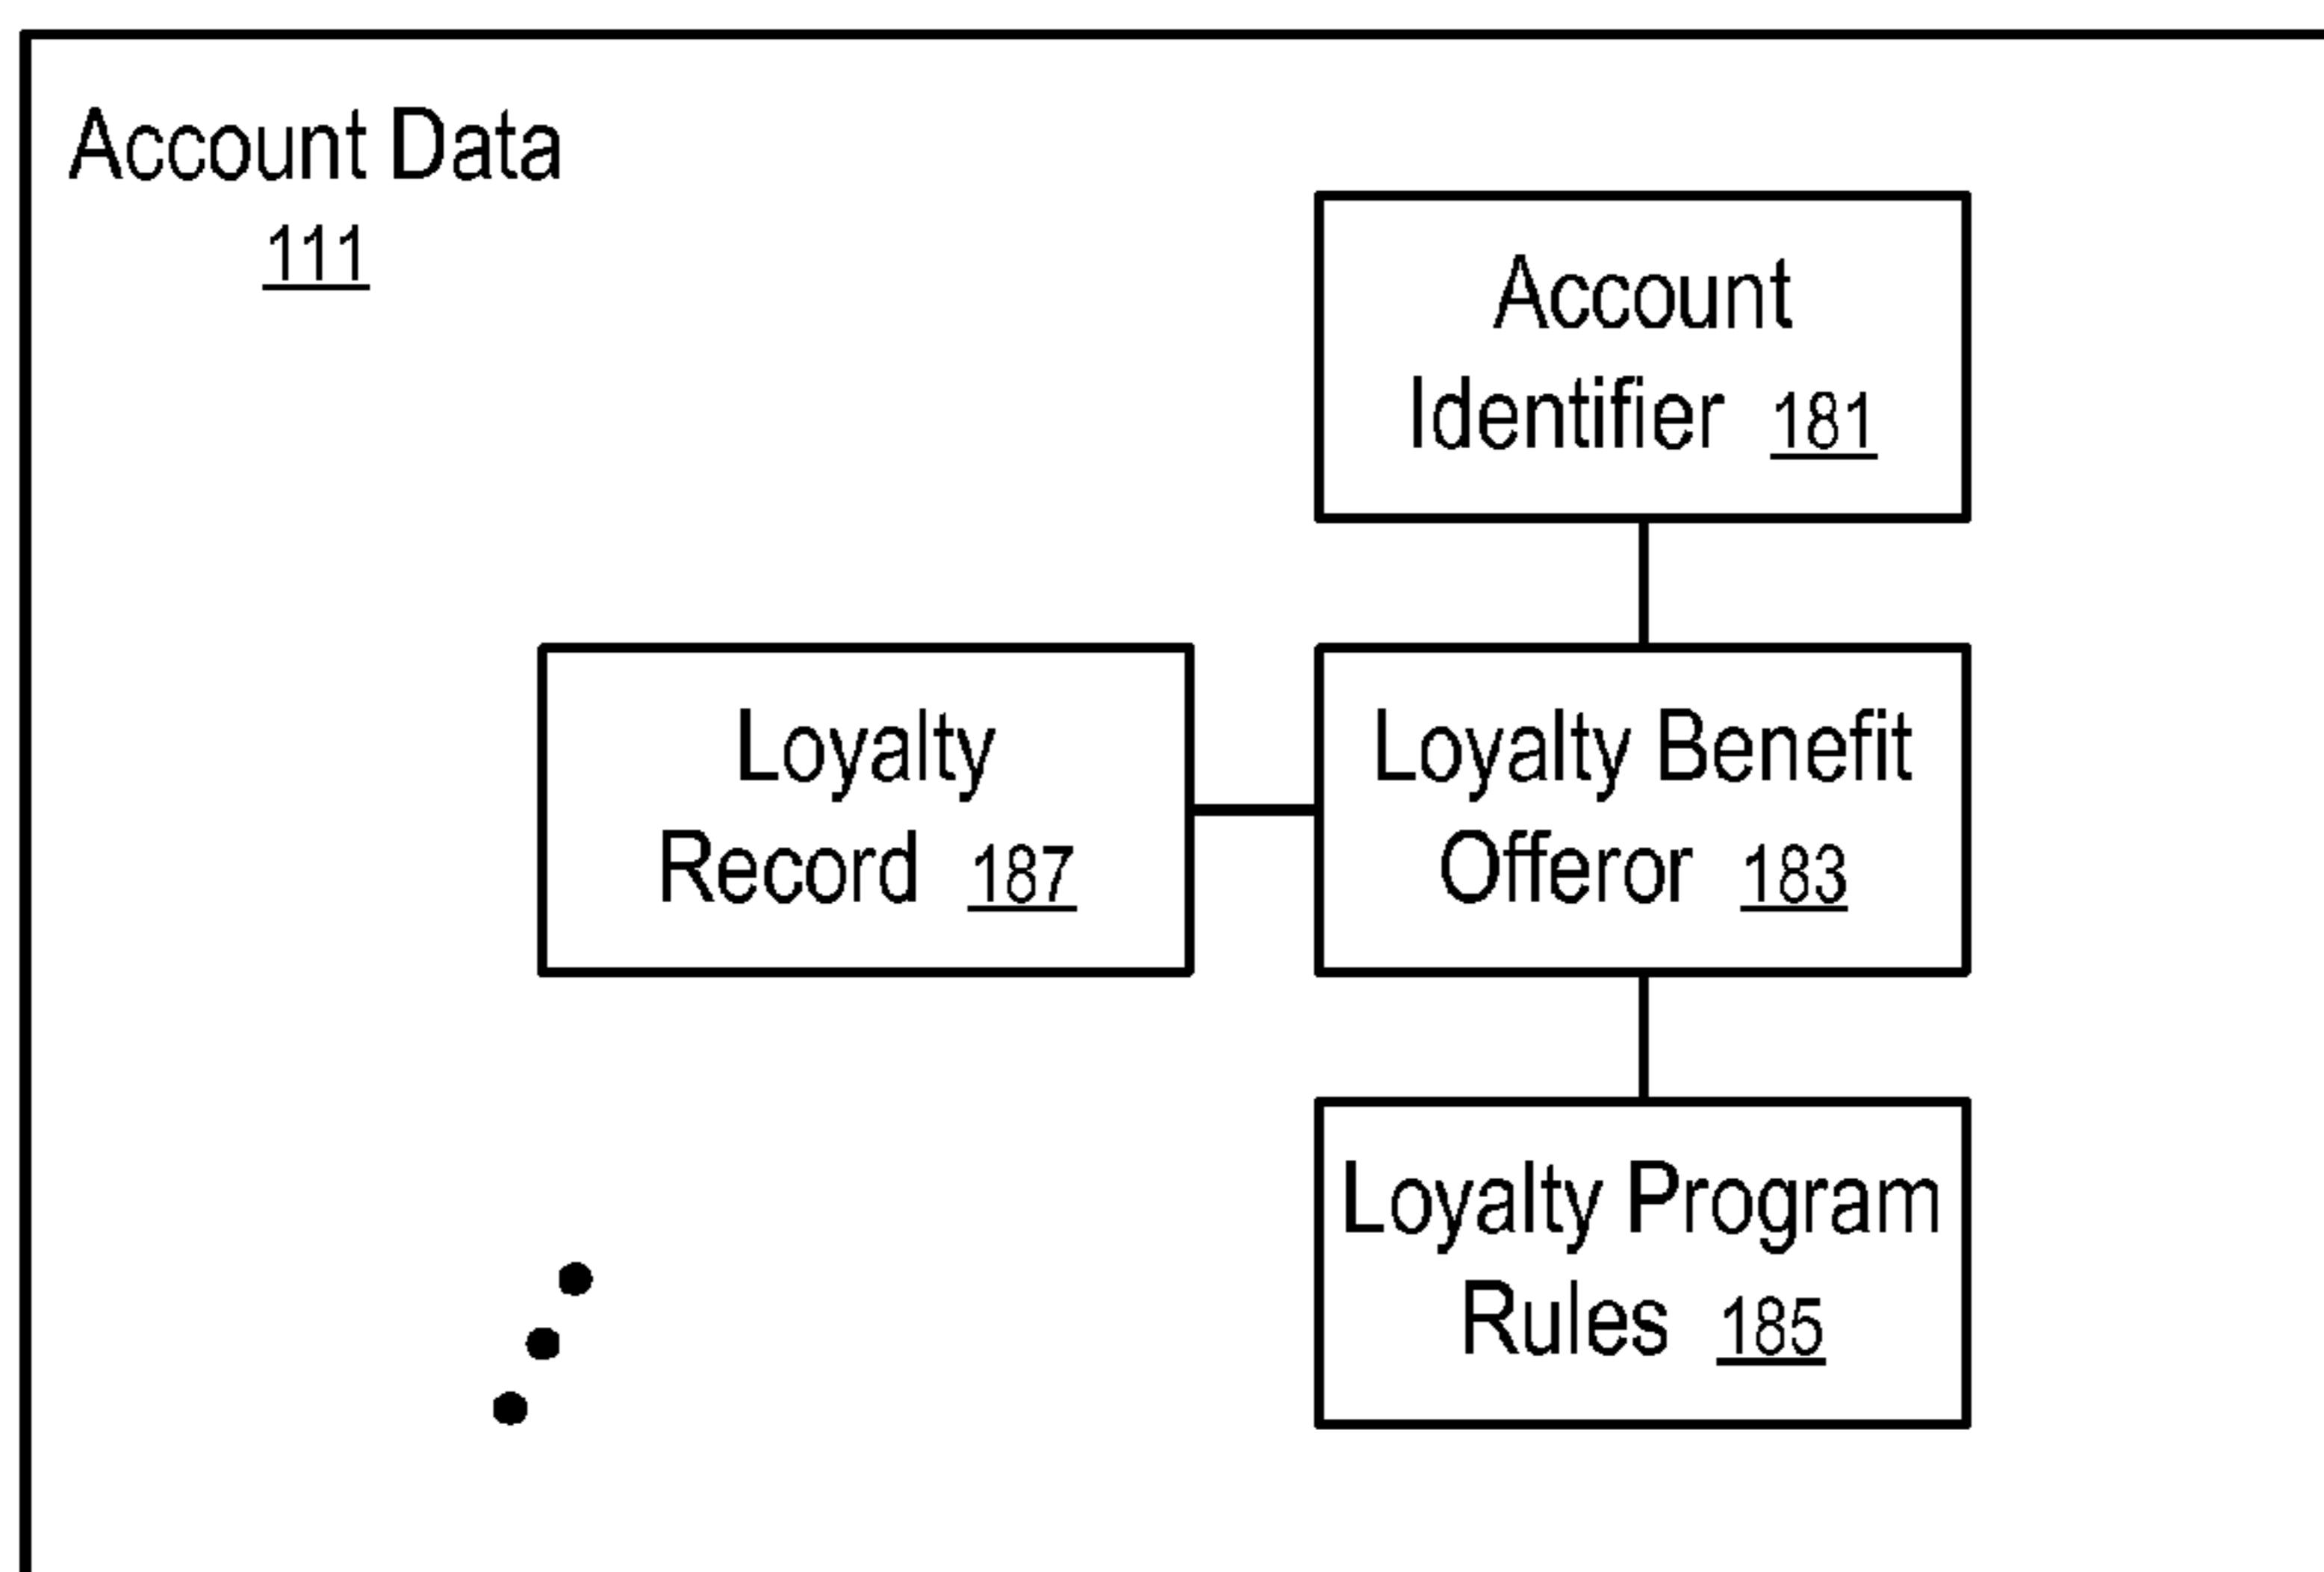 Account Data
111
Account
Identifier 181
Loyalty
Record 187
Loyalty Benefit
Offeror 183
Loyalty Program
Rules 185